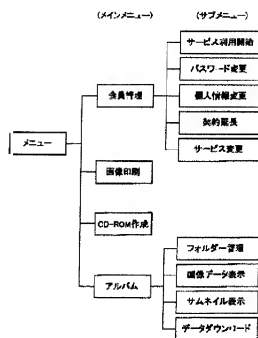 (メインメニュー) (サブメニュー)
サービス利用開始
パスワード変更
会員管理
個人情報変更
契約延長
メニュー
サービス変更
画像印刷
CD-ROM作成
フォルダー管理
画像データ表示
アルバム
サムネイル表示
データダウンロード